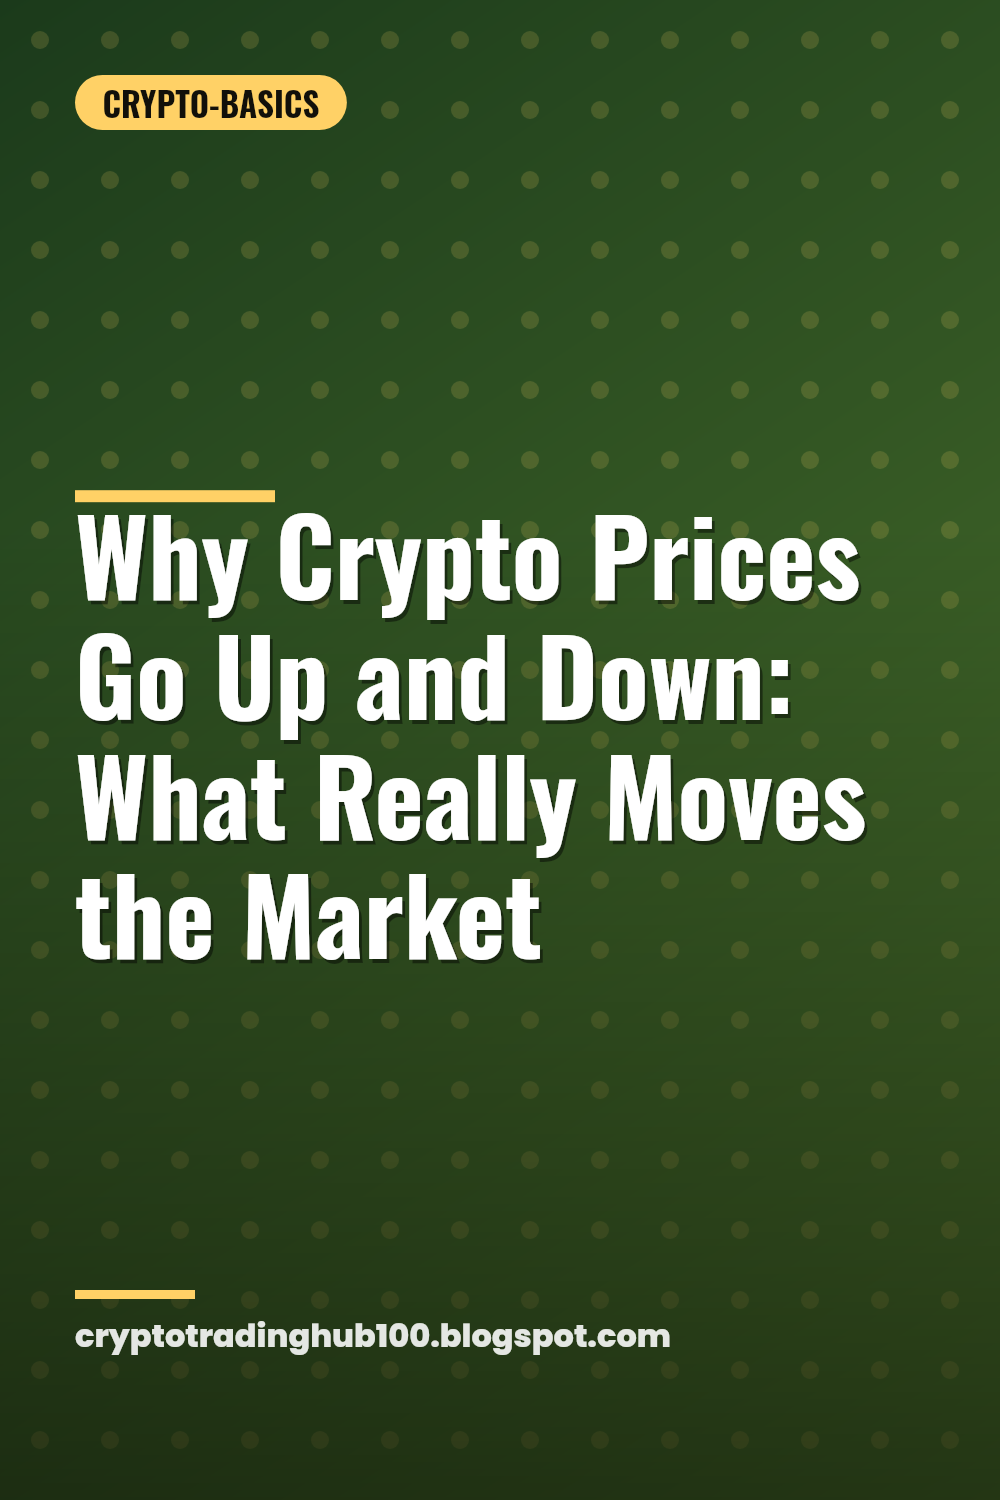 CRYPTO-BASICS
Why Crypto Prices
Go Up and Down:
What Really Moves
the Market
cryptotradinghub100.blogspot.com